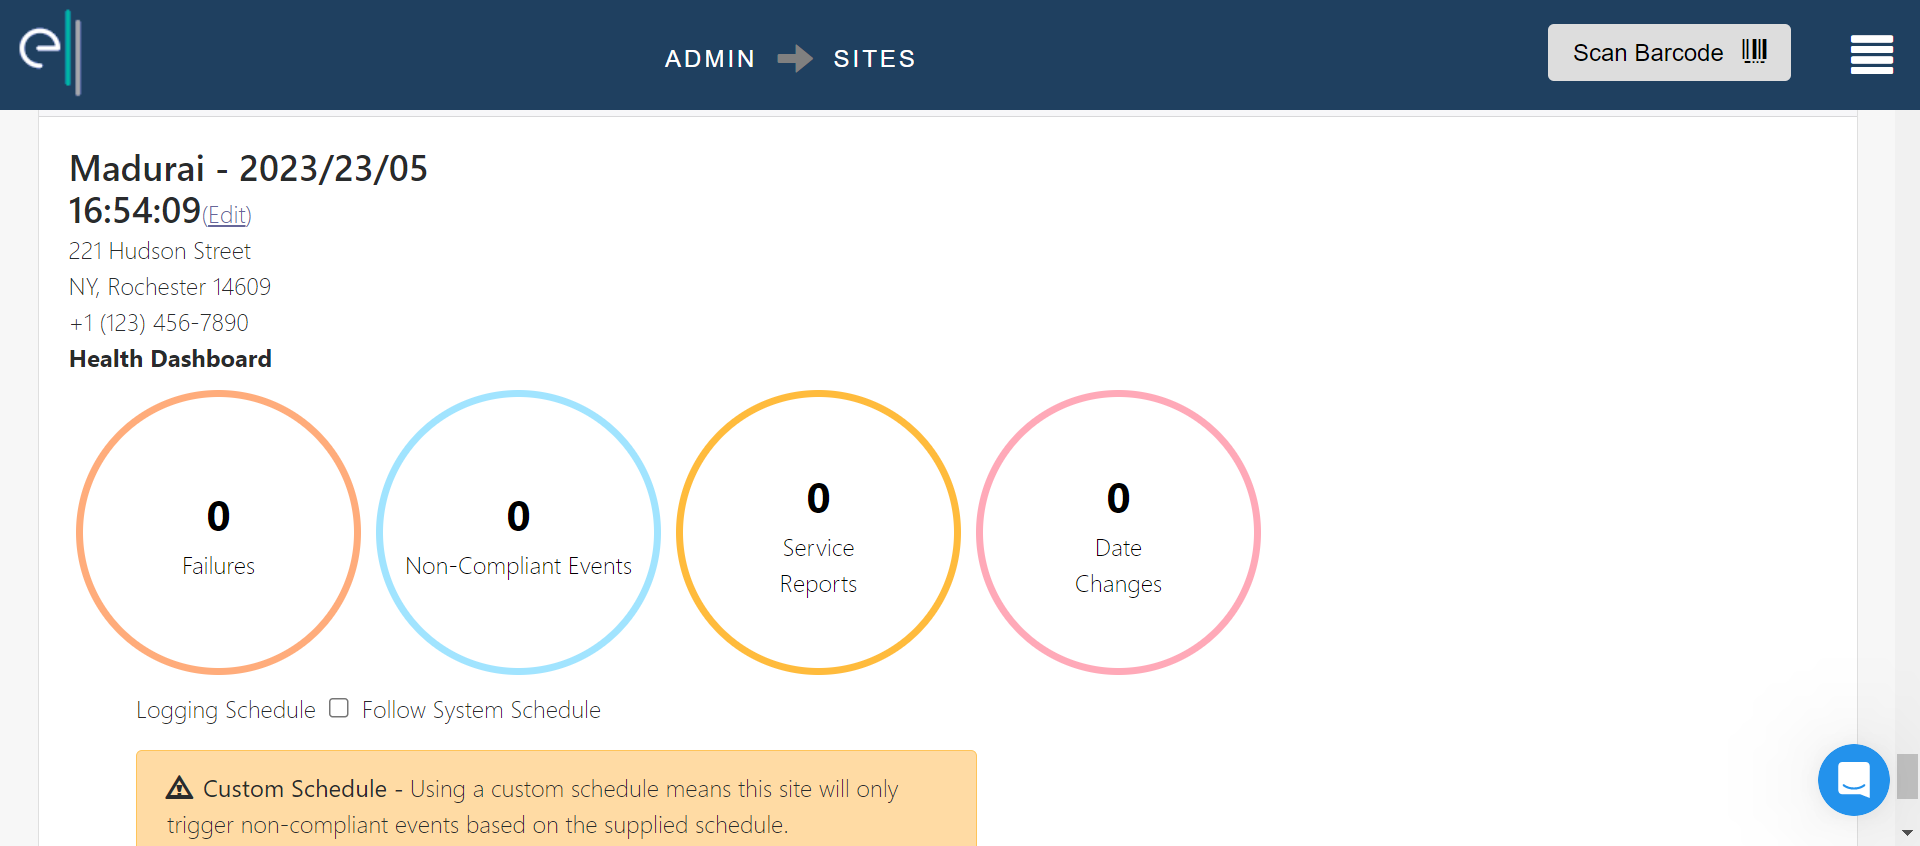 ell
ADMIN SITES
Scan Barcode
Madurai - 2023/23/05
16:54:09(Edit)
221 Hudson Street
NY, Rochester 14609
+1 (123) 456-7890
Health Dashboard
0
Failures
0
Non-Compliant Events
0
Service
Reports
0
Date
Changes
Logging Schedule Follow System Schedule
Custom Schedule - Using a custom schedule means this site will only
trigger non-compliant events based on the supplied schedule.